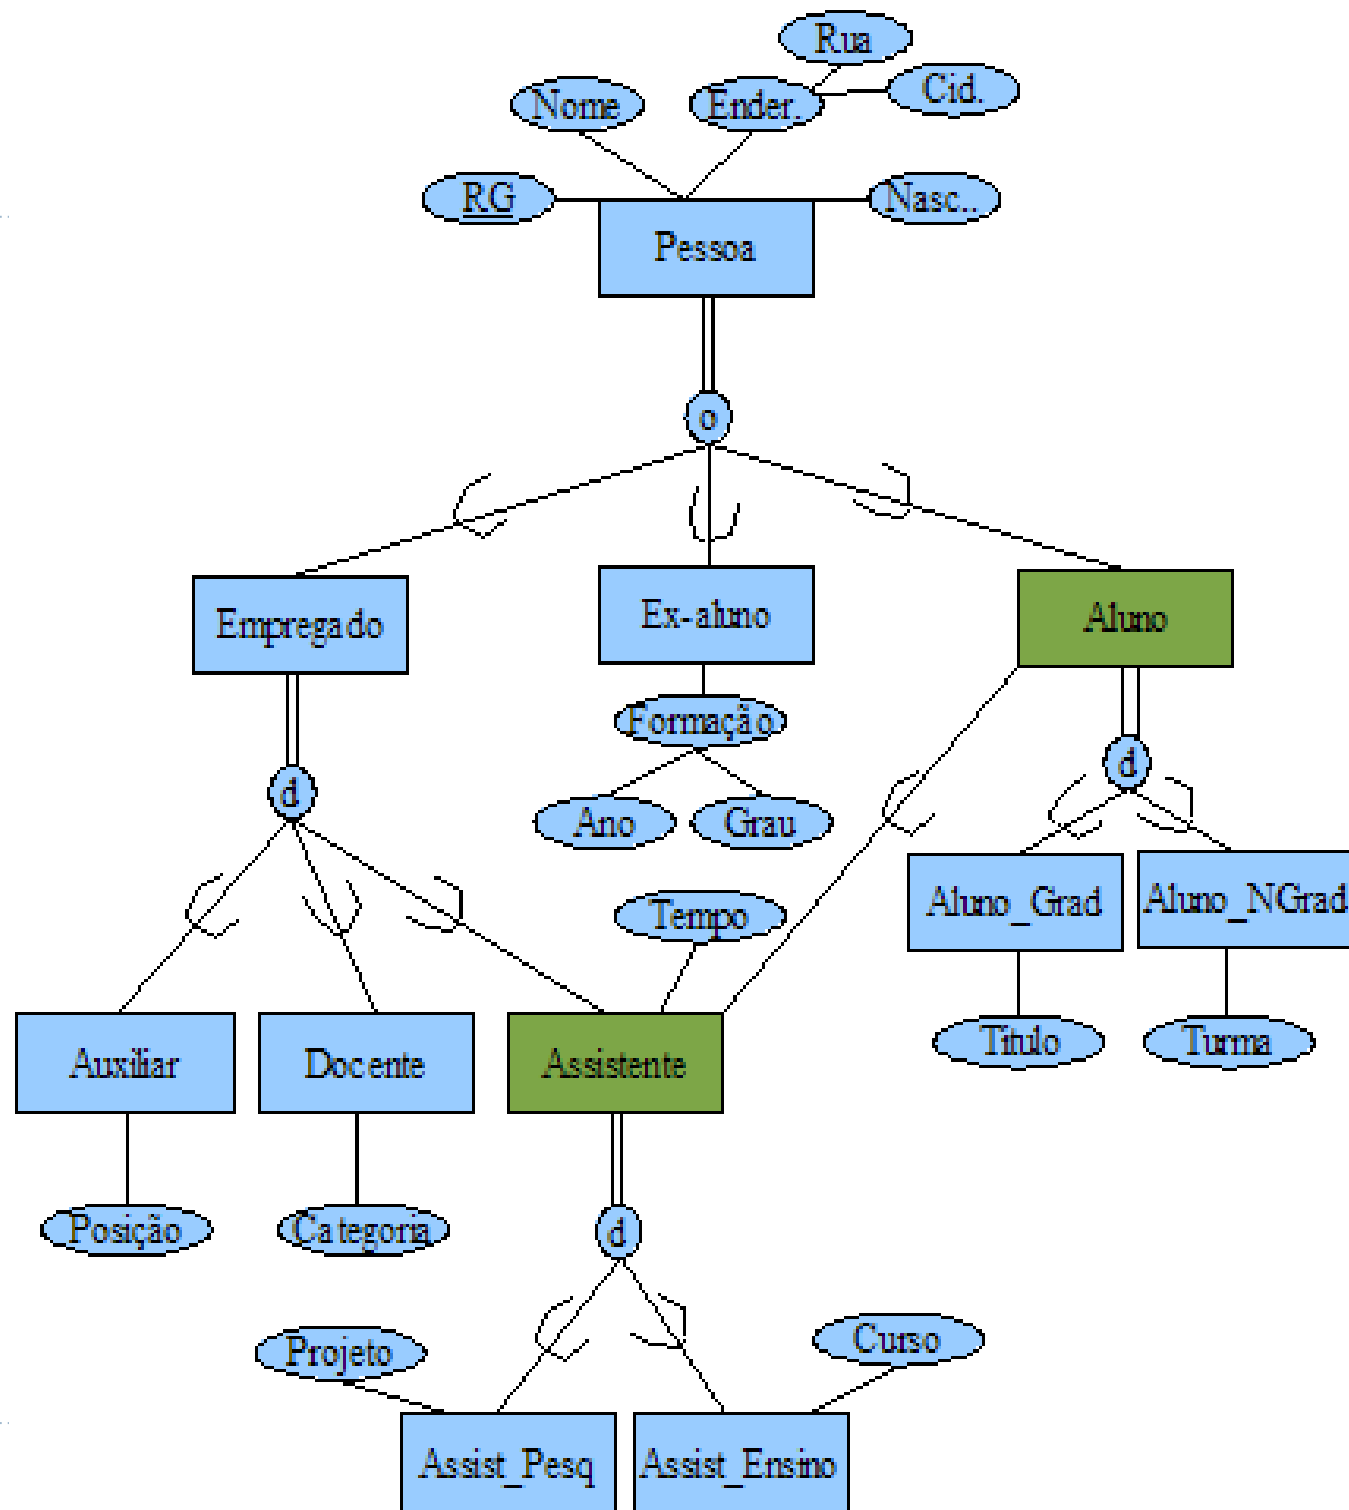 Rua
Nome
Ender.
Cid.
RG
Nasc..
Pessoa
o
Empregado
Ex-aluno
Aluno
Formação
d
d
Ano
Grau
Tempo
Aluno_Grad
Aluno_NGrad
Auxiliar
Docente
Assistente
Titulo
Turma
Posição
Categoria
d
Projeto
Curso
Assist_Pesq
Assist_Ensino